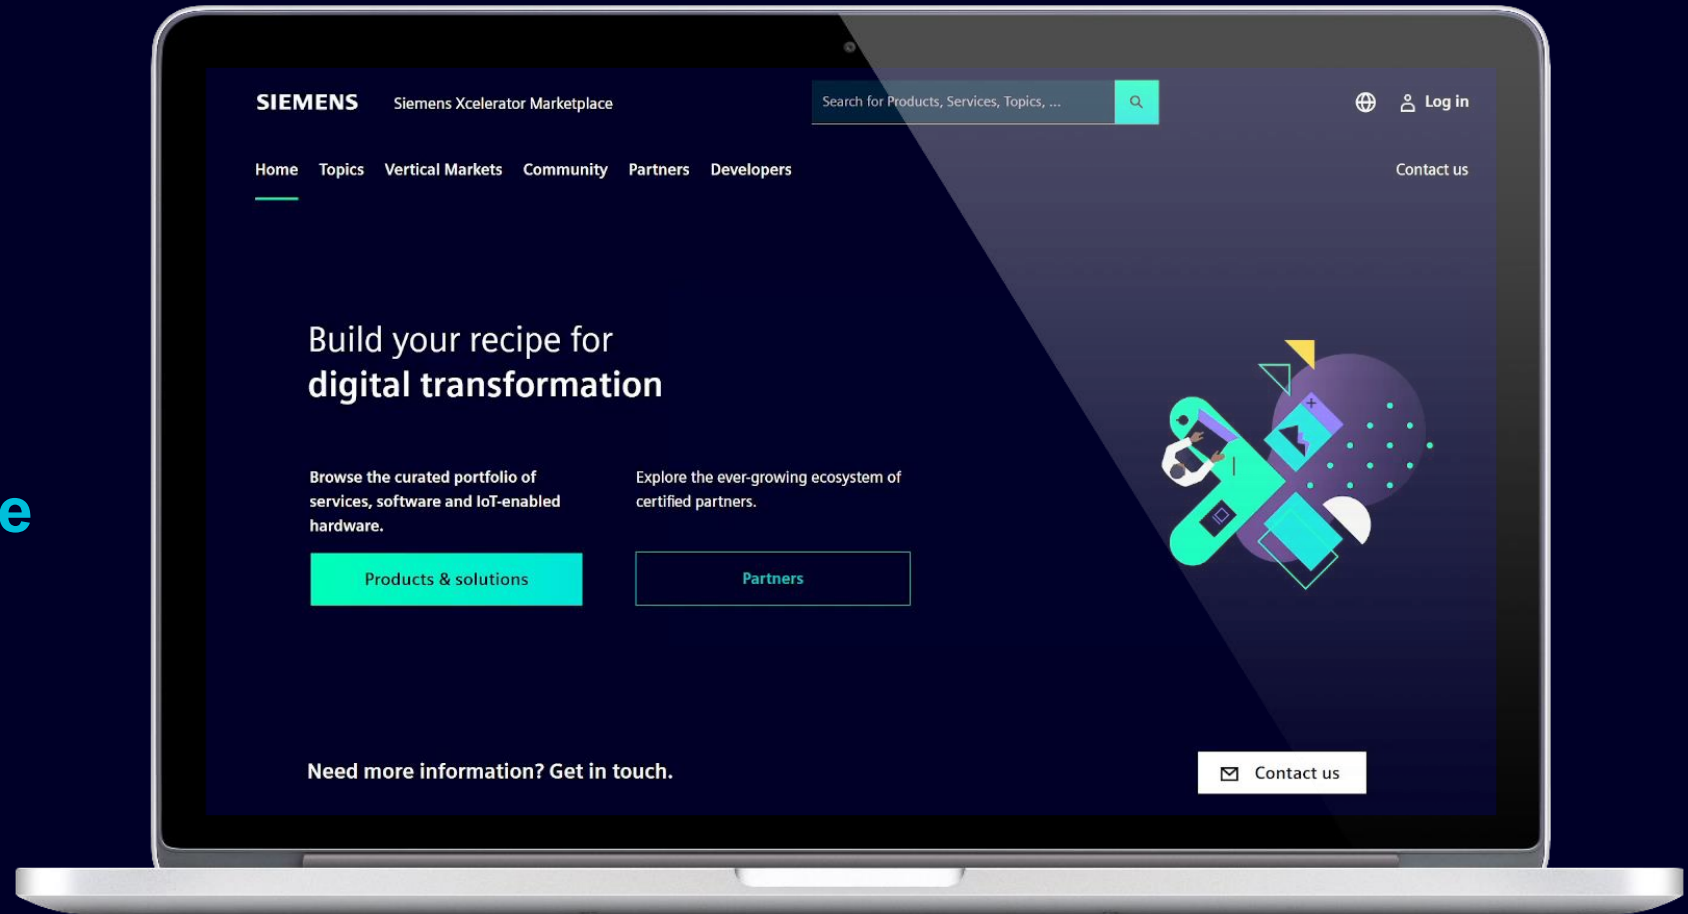 SIEMENS
Siemens Xcelerator Marketplace
Search for Products, Services, Topics, ...
Log in
Home Topics Vertical Markets Community Partners Developers
Contact us
Build your recipe for
digital transformation
Browse the curated portfolio of
services, software and IoT-enabled
hardware.
Explore the ever-growing ecosystem of
certified partners.
e
Products & solutions
Partners
Need more information? Get in touch.
Contact us